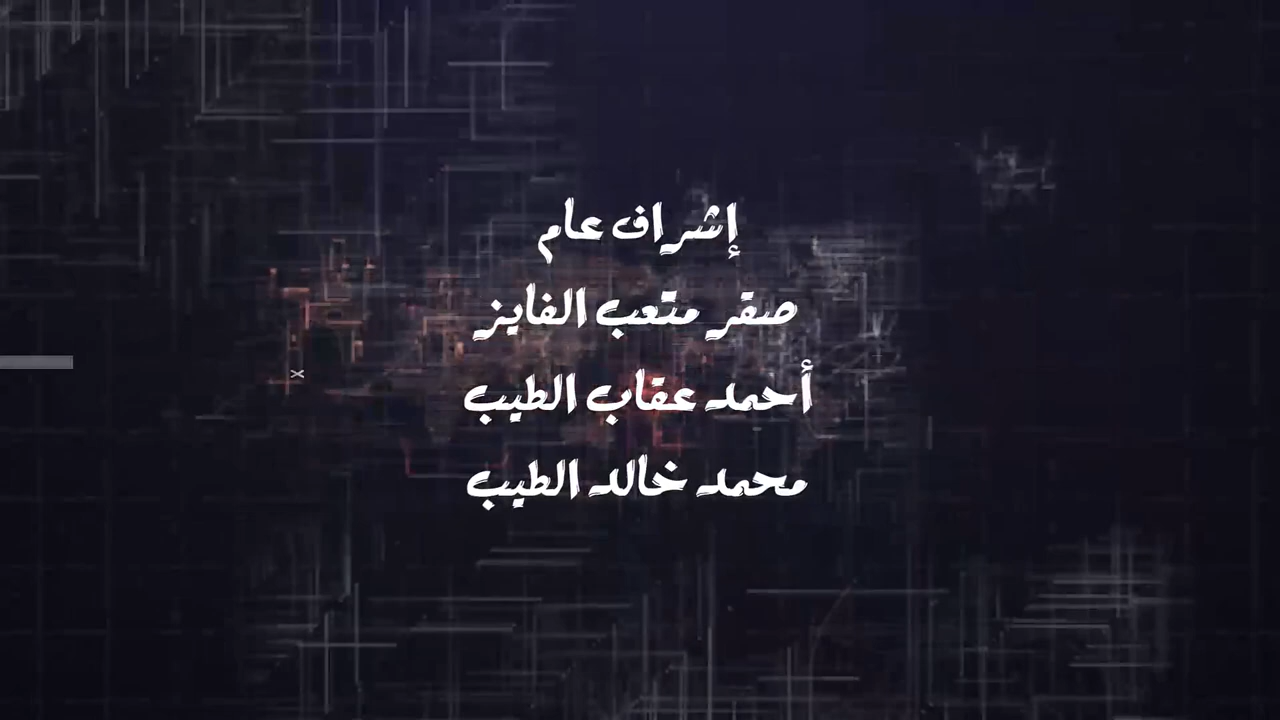 إشراف عام
صقر متعب الفايز
أحمد عقاب الطيب
محمد خالد الطيب